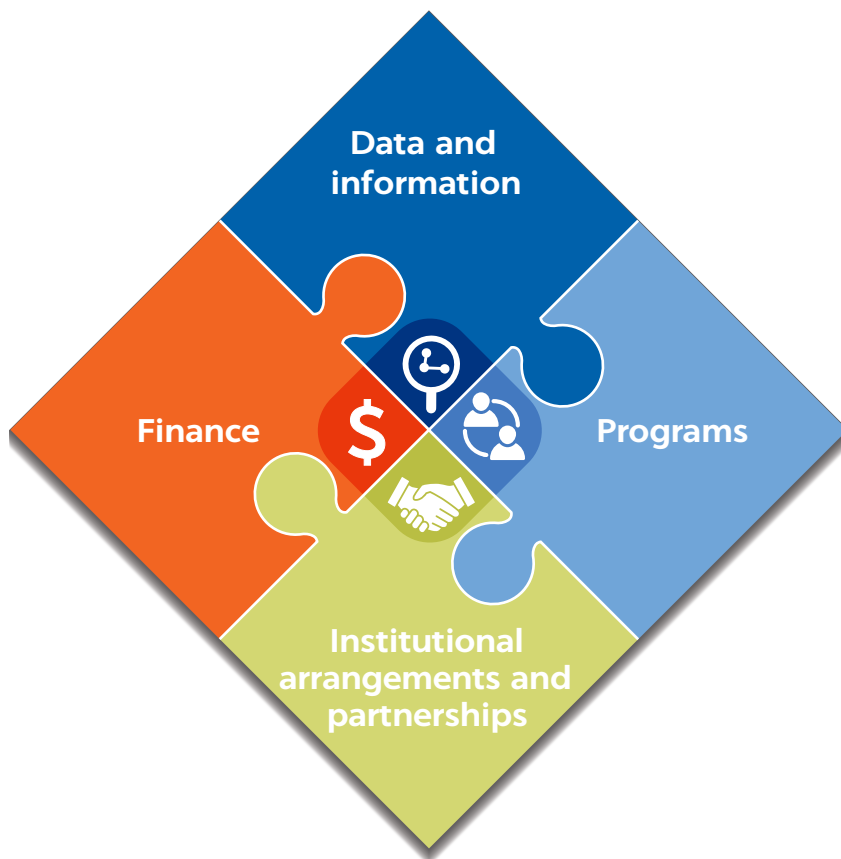 Data and
information
Finance
$
Programs
Institutional
arrangements and
partnerships